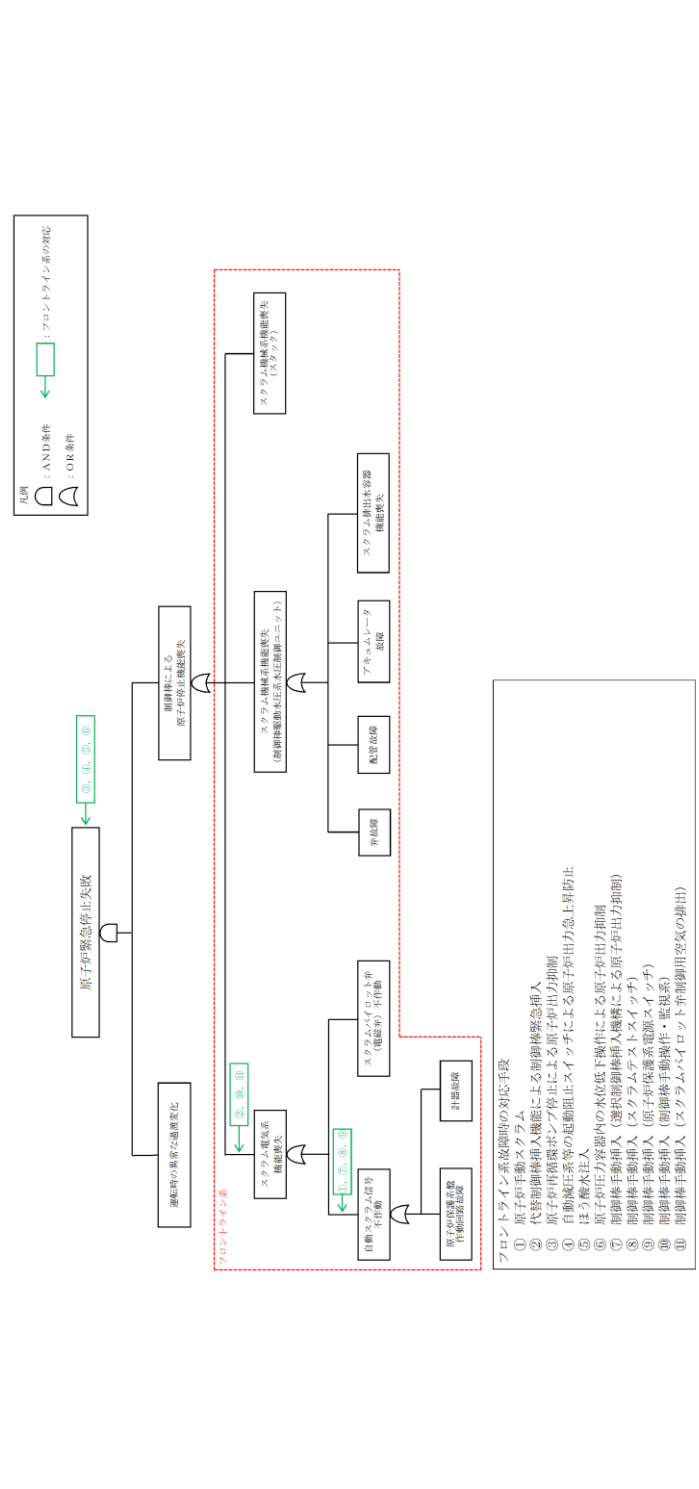 凡例
：AND条件
：OR条件
：フロントライン系の対応
原子炉緊急停止失敗
③、④、⑤、⑥
運転時の異常な過渡変化
制御棒による
原子炉停止機能喪失
フロントライン系
②、⑩、⑪
スクラム電気系
機能喪失
スクラム機械系機能喪失
（制御棒駆動水圧系水圧制御ユニット）
スクラム機械系機能喪失
（スタック）
①、⑦、⑧、⑨
自動スクラム信号
不作動
スクラムパイロット弁
（電磁弁）不作動
弁故障
配管故障
アキュムレータ
故障
スクラム排出水容器
機能喪失
原子炉保護系盤
作動回路故障
計器故障
フロントライン系故障時の対応手段
① 原子炉手動スクラム
② 代替制御棒挿入機能による制御棒緊急挿入
③ 原子炉再循環ポンプ停止による原子炉出力抑制
④ 自動減圧系等の起動阻止スイッチによる原子炉出力急上昇防止
⑤ ほう酸水注入
⑥ 原子炉圧力容器内の水位低下操作による原子炉出力抑制
⑦ 制御棒手動挿入（選択制御棒挿入機構による原子炉出力抑制）
⑧ 制御棒手動挿入（スクラムテストスイッチ）
⑨ 制御棒手動挿入（原子炉保護系電源スイッチ）
⑩ 制御棒手動挿入（制御棒手動操作・監視系）
⑪ 制御棒手動挿入（スクラムパイロット弁制御用空気の排出）